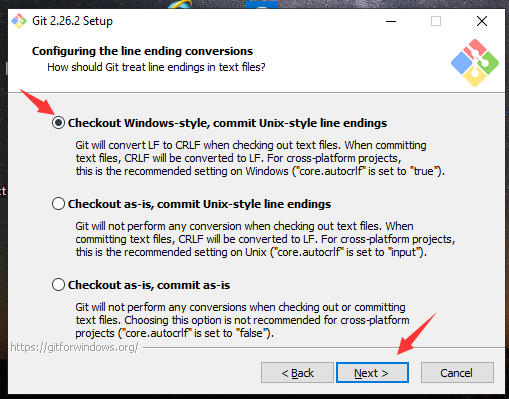 Git 2.26.2 Setup
Configuring the line ending conversions
How should Git treat line endings in text files?
Checkout Windows-style, commit Unix-style line endings
Git will convert LF to CRLF when checking out text files. When committing
text files, CRLF will be converted to LF. For cross-platform projects,
this is the recommended setting on Windows ("core.autocrlf" is set to "true").
Checkout as-is, commit Unix-style line endings
Git will not perform any conversion when checking out text files. When
committing text files, CRLF will be converted to LF. For cross-platform projects,
this is the recommended setting on Unix ("core.autocrlf" is set to "input").
Checkout as-is, commit as-is
Git will not perform any conversions when checking out or committing
text files. Choosing this option is not recommended for cross-platform
projects ("core.autocrlf" is set to "false").
https://gitforwindows.org/
< Back
Next >
Cancel